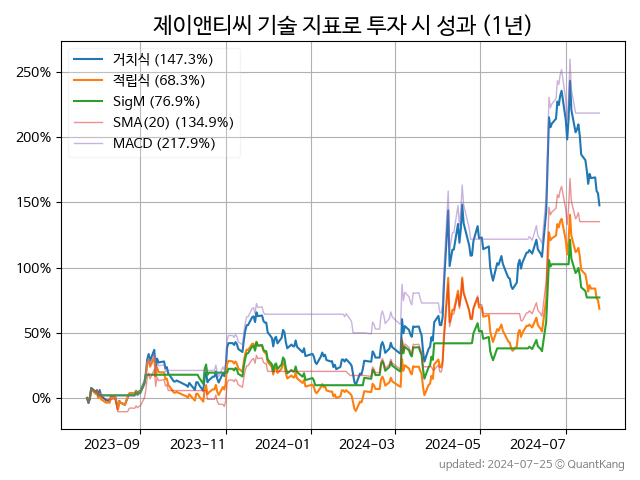 제이앤티씨 기술 지표로 투자 시 성과 (1년)
거치식 (147.3%)
적립식 (68.3%)
SigM (76.9%)
SMA(20) (134.9%)
MACD (217.9%)
250%
200%
150%
100%
50%
0%
2023-09 2023-11 2024-01 2024-03 2024-05 2024-07
updated: 2024-07-25 ⓒ QuantKang